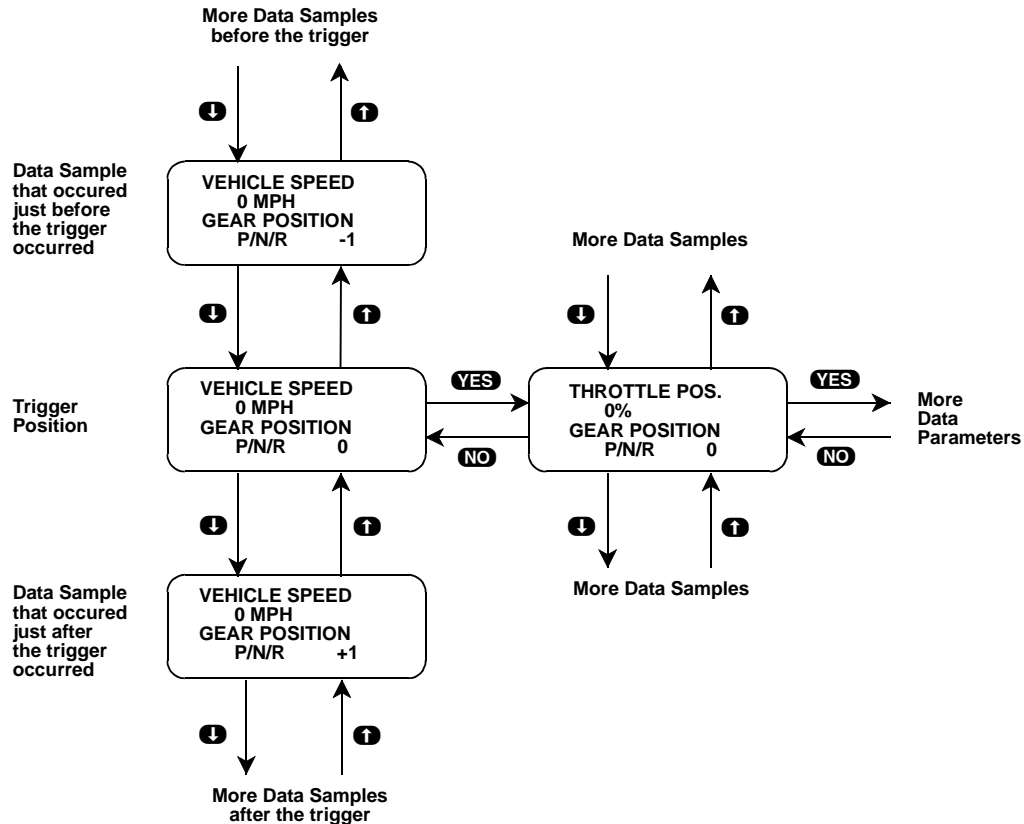 More Data Samples
before the trigger
⬇
⬆
Data Sample
that occured
just before
the trigger
occurred
VEHICLE SPEED
0 MPH
GEAR POSITION
P/N/R -1
⬇
⬆
More Data Samples
⬇
⬆
Trigger
Position
VEHICLE SPEED
0 MPH
GEAR POSITION
P/N/R 0
YES
NO
THROTTLE POS.
0%
GEAR POSITION
P/N/R 0
YES
NO
More
Data
Parameters
⬇
⬆
⬇
⬆
More Data Samples
Data Sample
that occured
just after
the trigger
occurred
VEHICLE SPEED
0 MPH
GEAR POSITION
P/N/R +1
⬇
⬆
More Data Samples
after the trigger